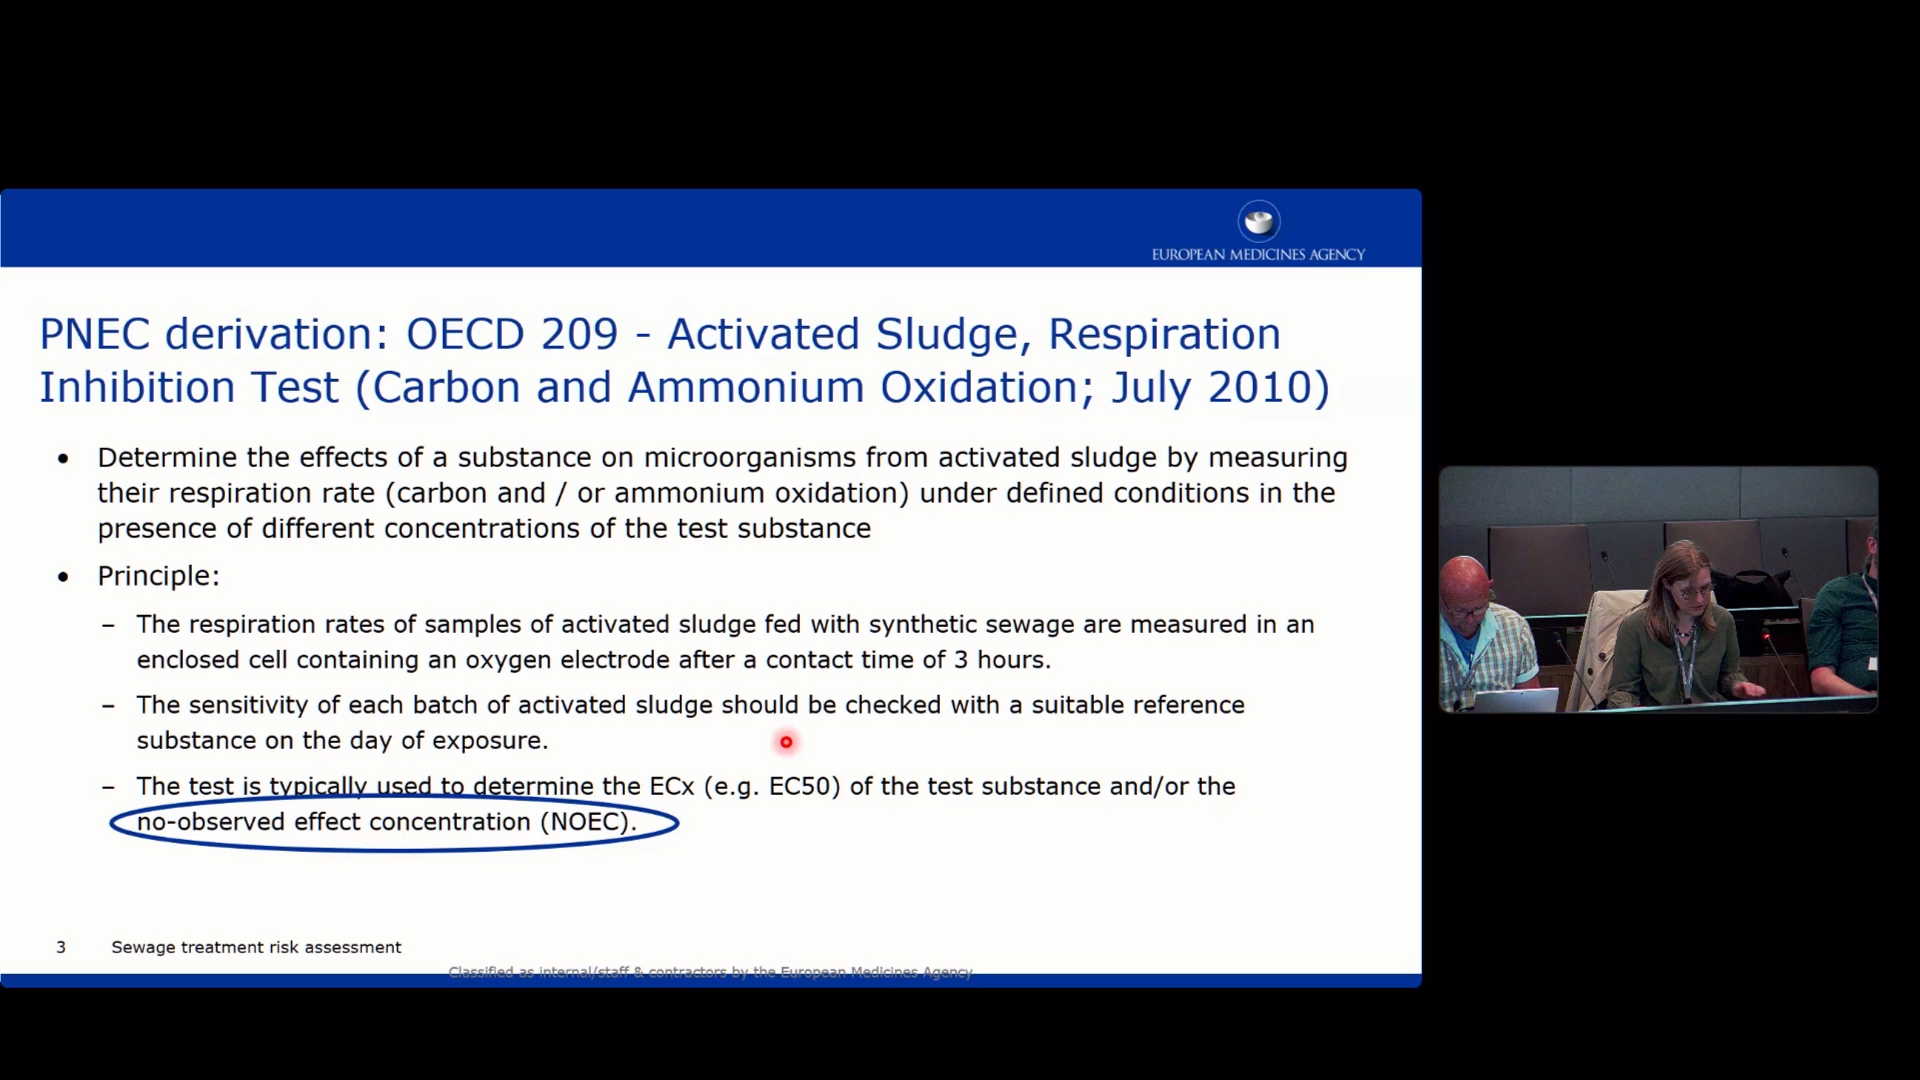 EUROPEAN MEDICINES AGENCY
PNEC derivation: OECD 209 - Activated Sludge, Respiration
Inhibition Test (Carbon and Ammonium Oxidation; July 2010)
• Determine the effects of a substance on microorganisms from activated sludge by measuring
their respiration rate (carbon and / or ammonium oxidation) under defined conditions in the
presence of different concentrations of the test substance
• Principle:
– The respiration rates of samples of activated sludge fed with synthetic sewage are measured in an
enclosed cell containing an oxygen electrode after a contact time of 3 hours.
– The sensitivity of each batch of activated sludge should be checked with a suitable reference
substance on the day of exposure.
– The test is typically used to determine the ECx (e.g. EC50) of the test substance and/or the
no-observed effect concentration (NOEC).
3 Sewage treatment risk assessment
Classified as internal/staff & contractors by the European Medicines Agency